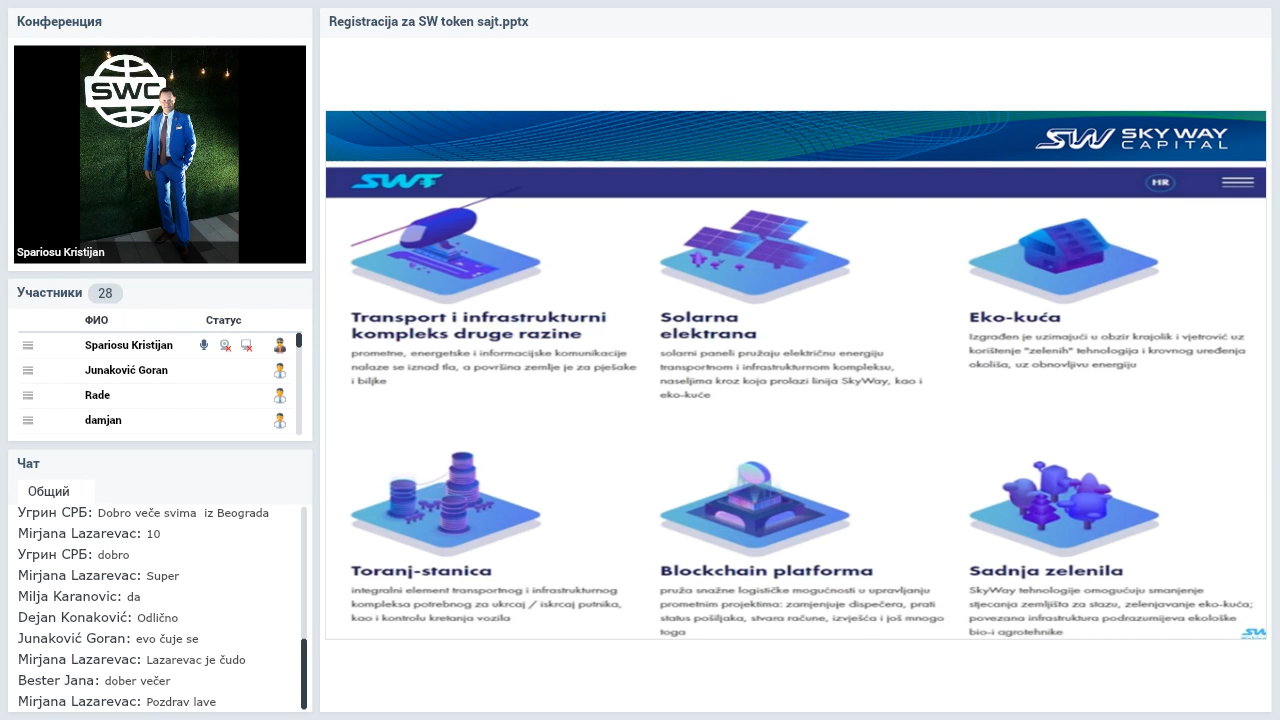 Конференция
SWC
Spariosu Kristijan
Участники 28
ФИО Статус
Spariosu Kristijan
Junaković Goran
Rade
damjan
Чат
Общий
Угрин СРБ: Dobro veče svima iz Beograda
Mirjana Lazarevac: 10
Угрин СРБ: dobro
Mirjana Lazarevac: Super
Milja Karanovic: da
Dejan Konaković: Odlično
Junaković Goran: evo čuje se
Mirjana Lazarevac: Lazarevac je čudo
Bester Jana: dober večer
Mirjana Lazarevac: Pozdrav lave
Registracija za SW token sajt.pptx
SW SKY WAY
CAPITAL
SWT HR
Transport i infrastrukturni
kompleks druge razine
prometne, energetske i informacijske komunikacije
nalaze se iznad tla, a površina zemlje je za pješake
i biljke
Solarna
elektrana
solarni paneli pružaju električnu energiju
transportnom i infrastrukturnom kompleksu,
naseljima kroz koja prolazi linija SkyWay, kao i
eko-kuće
Eko-kuća
Izgrađen je uzimajući u obzir krajolik i vjetrović uz
korištenje "zelenih" tehnologija i krovnog uređenja
okoliša, uz obnovljivu energiju
Toranj-stanica
integralni element transportnog i infrastrukturnog
kompleksa potrebnog za ukrcaj / iskrcaj putnika,
kao i kontrolu kretanja vozila
Blockchain platforma
pruža snažne logističke mogućnosti u upravljanju
prometnim projektima: zamjenjuje dispečera, prati
status pošiljaka, stvara račune, izvješća i još mnogo
toga
Sadnja zelenila
SkyWay tehnologije omogućuju smanjenje
stjecanja zemljišta za stazu, zelenjavanje eko-kuća;
povezana infrastruktura podrazumijeva ekološke
bio-i agrotehnike
SW